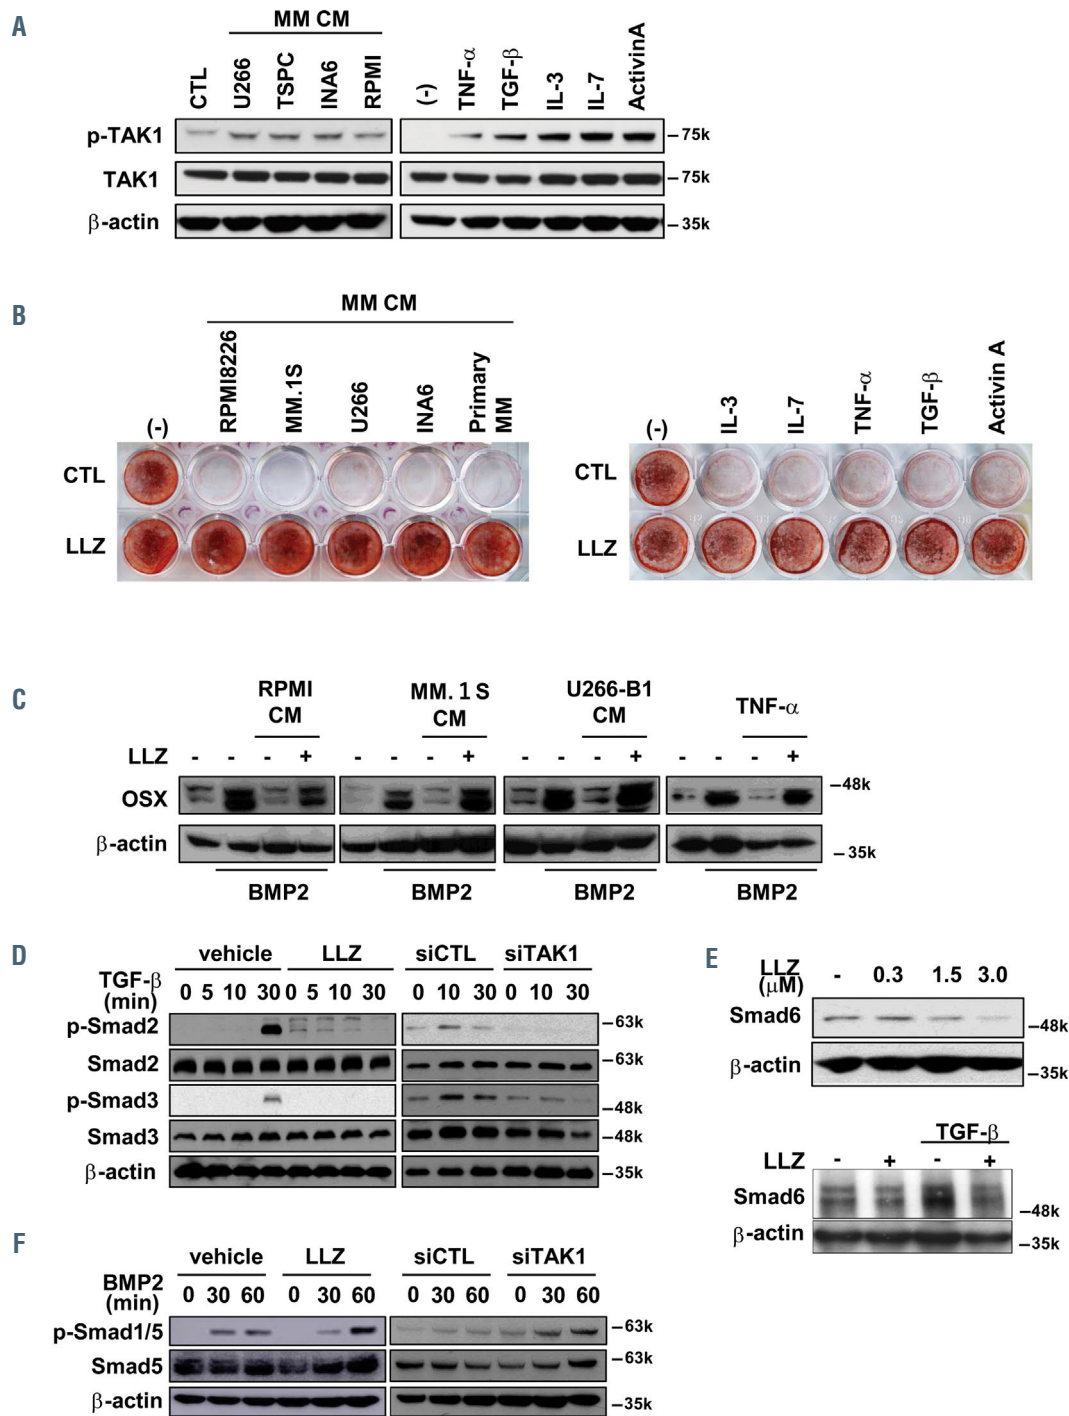 A
MM CM
CTL U266 TSPC INA6 RPMI (-) TNF-α TGF-β IL-3 IL-7 ActivinA
p-TAK1 –75k
TAK1 –75k
β-actin –35k
B
MM CM
(-) RPMI8226 MM.1S U266 INA6 Primary MM (-) IL-3 IL-7 TNF-α TGF-β Activin A
CTL CTL
LLZ LLZ
C
RPMI CM MM. 1 S CM U266-B1 CM TNF-α
LLZ - - - + - - - + - - - + - - - +
OSX –48k
β-actin –35k
BMP2 BMP2 BMP2 BMP2
D
vehicle LLZ siCTL siTAK1
TGF-β (min) 0 5 10 30 0 5 10 30 0 10 30 0 10 30
p-Smad2 –63k
Smad2 –63k
p-Smad3 –48k
Smad3 –48k
β-actin –35k
E
LLZ (μM) - 0.3 1.5 3.0
Smad6 –48k
β-actin –35k
TGF-β
LLZ - + - +
Smad6 –48k
β-actin –35k
F
vehicle LLZ siCTL siTAK1
BMP2 (min) 0 30 60 0 30 60 0 30 60 0 30 60
p-Smad1/5 –63k
Smad5 –63k
β-actin –35k